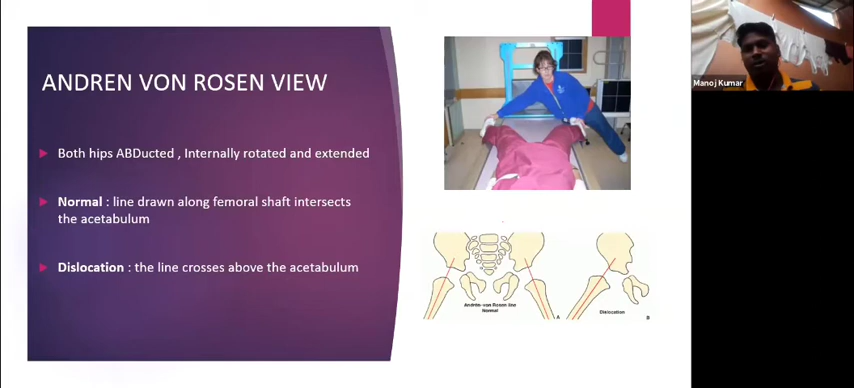 ANDREN VON ROSEN VIEW
Both hips ABDucted , Internally rotated and extended
Normal : line drawn along femoral shaft intersects
the acetabulum
Dislocation : the line crosses above the acetabulum
Andrén-von Rosen line
Normal
A
Dislocation
B
Manoj Kumar